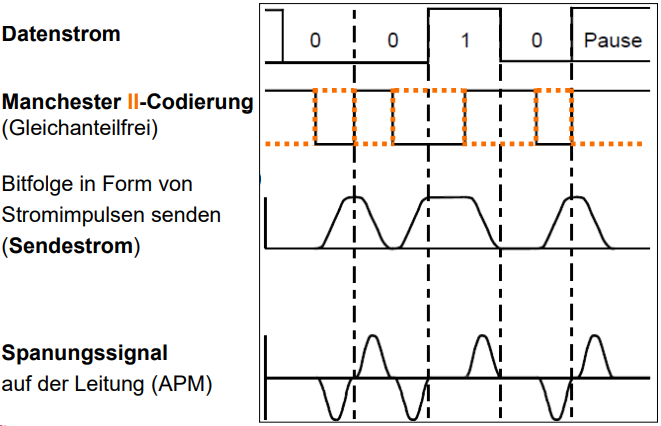 Datenstrom
0 0 1 0 Pause
Manchester II-Codierung
(Gleichanteilfrei)
Bitfolge in Form von
Stromimpulsen senden
(Sendestrom)
Spanungssignal
auf der Leitung (APM)